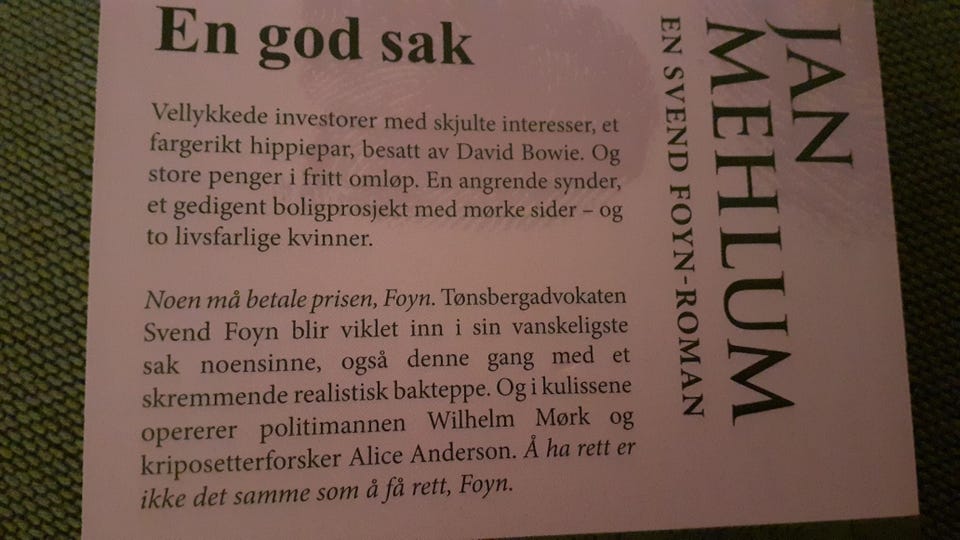 En god sak
Vellykkede investorer med skjulte interesser, et
fargerikt hippiepar, besatt av David Bowie. Og
store penger i fritt omløp. En angrende synder,
et gedigent boligprosjekt med mørke sider – og
to livsfarlige kvinner.
Noen må betale prisen, Foyn. Tønsbergadvokaten
Svend Foyn blir viklet inn i sin vanskeligste
sak noensinne, også denne gang med et
skremmende realistisk bakteppe. Og i kulissene
opererer politimannen Wilhelm Mørk og
kriposetterforsker Alice Anderson. Å ha rett er
ikke det samme som å få rett, Foyn.
JAN
MEHLUM
EN SVEND FOYN-ROMAN